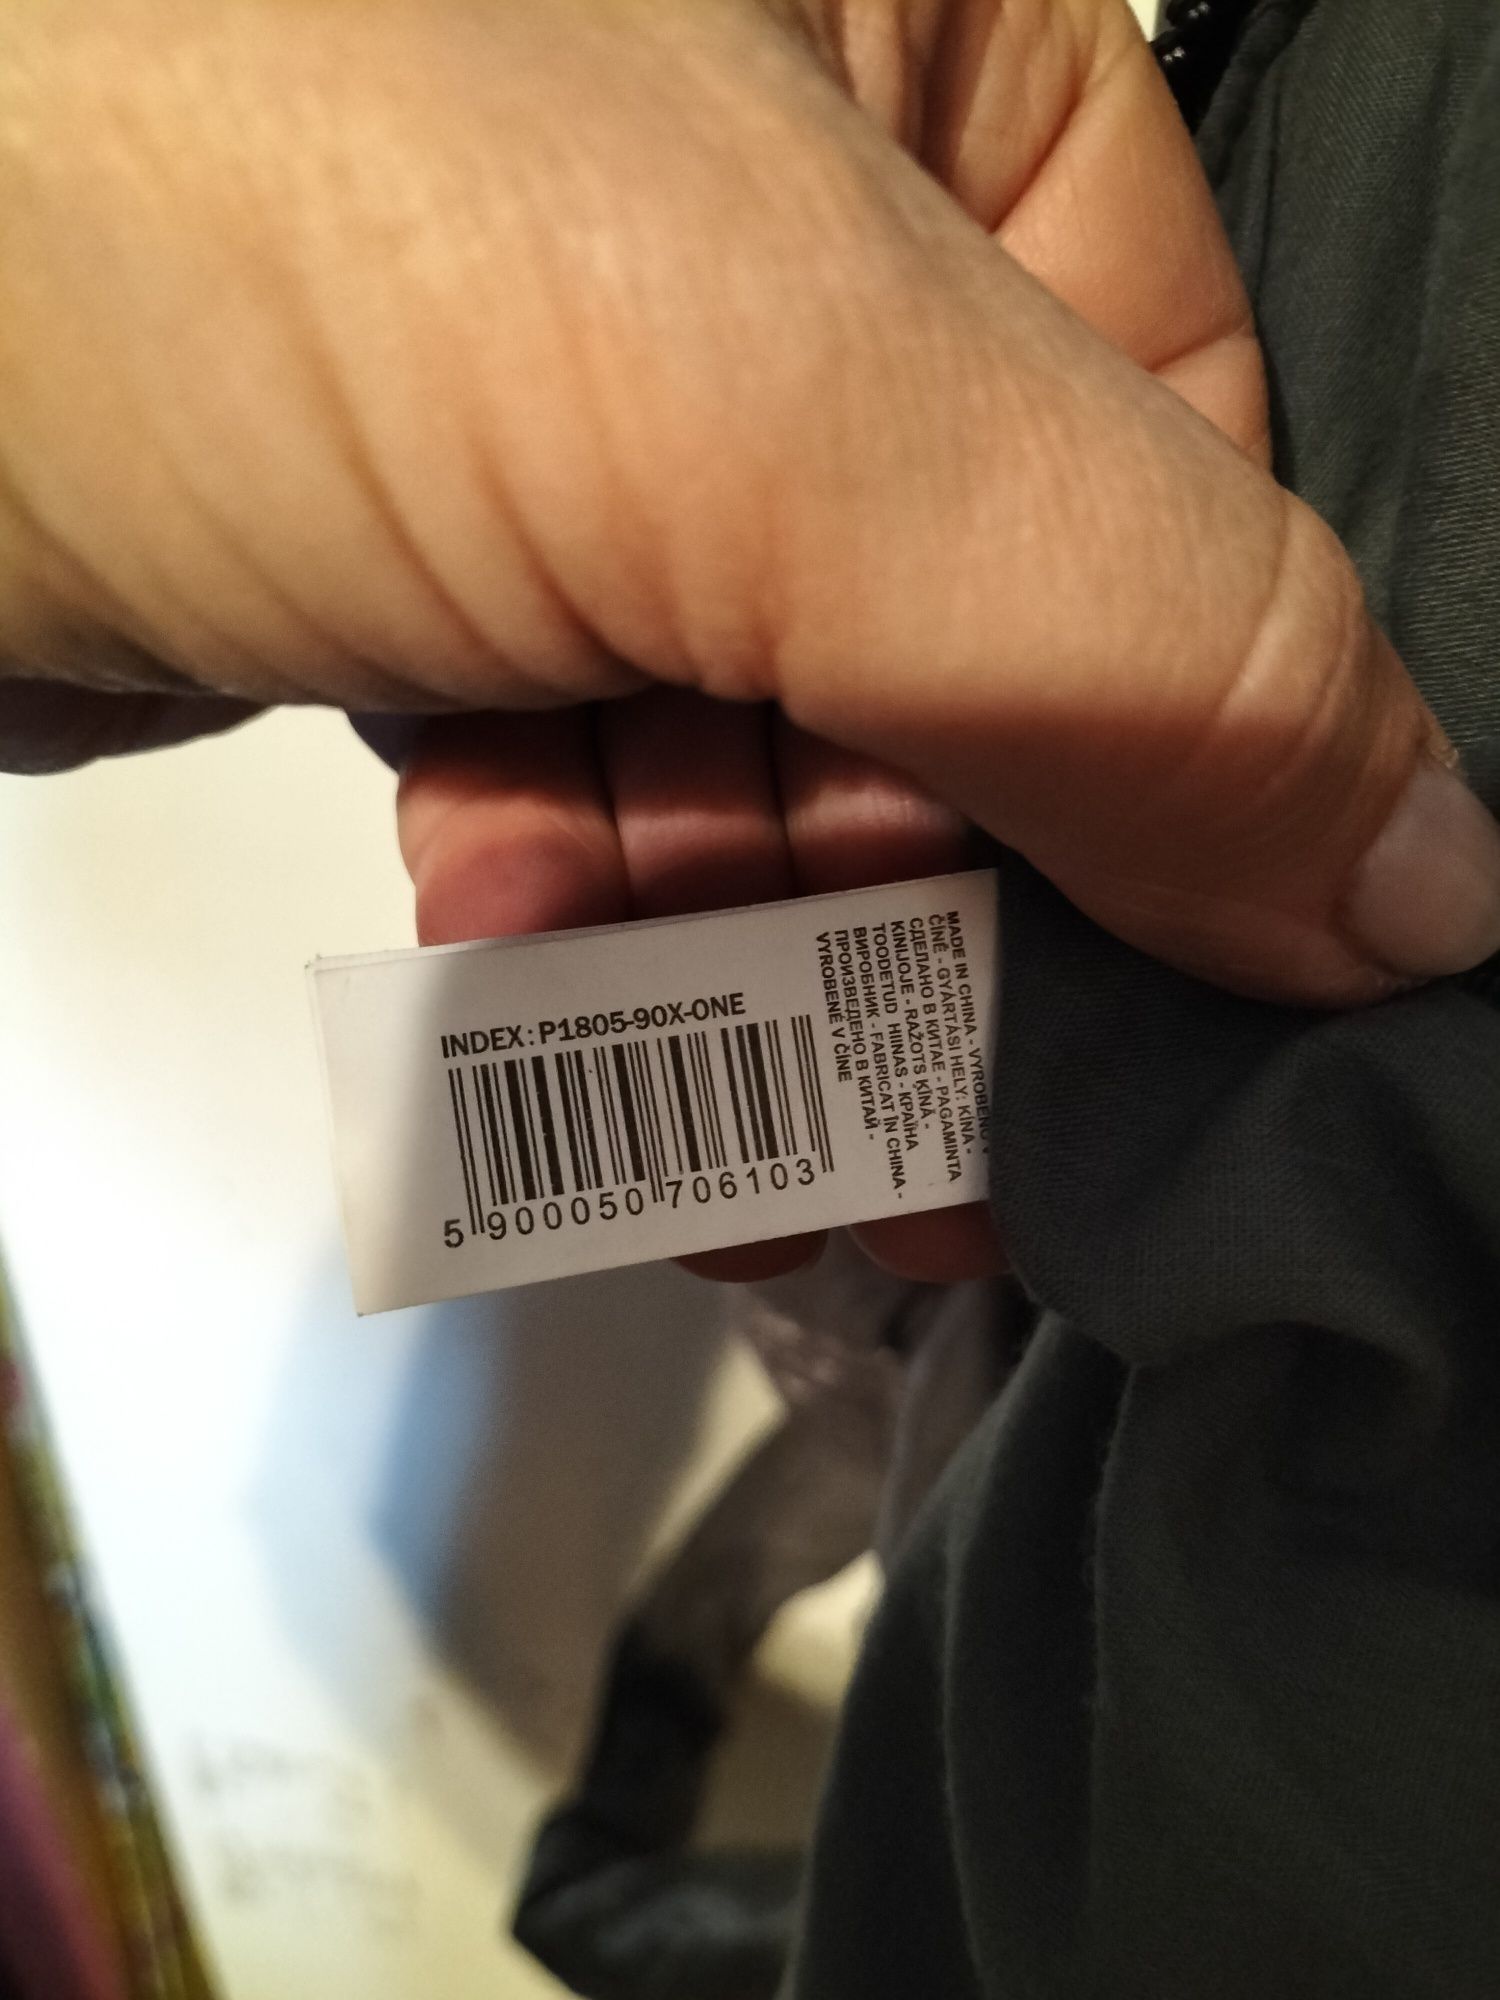 INDEX: P1805-90X-ONE
5 900050 706103
MADE IN CHINA - VYROBENO V
ČÍNĚ - GYÁRTÁSI HELY: KÍNA -
СДЕЛАНО В КИТАЕ - PAGAMINTA
KINIJOJE - RAŽOTS ĶĪNĀ -
TOODETUD HIINAS - КРАЇНА
ВИРОБНИК - FABRICAT ÎN CHINA -
ПРОИЗВЕДЕНО В КИТАЙ -
VYROBENÉ V ČÍNE